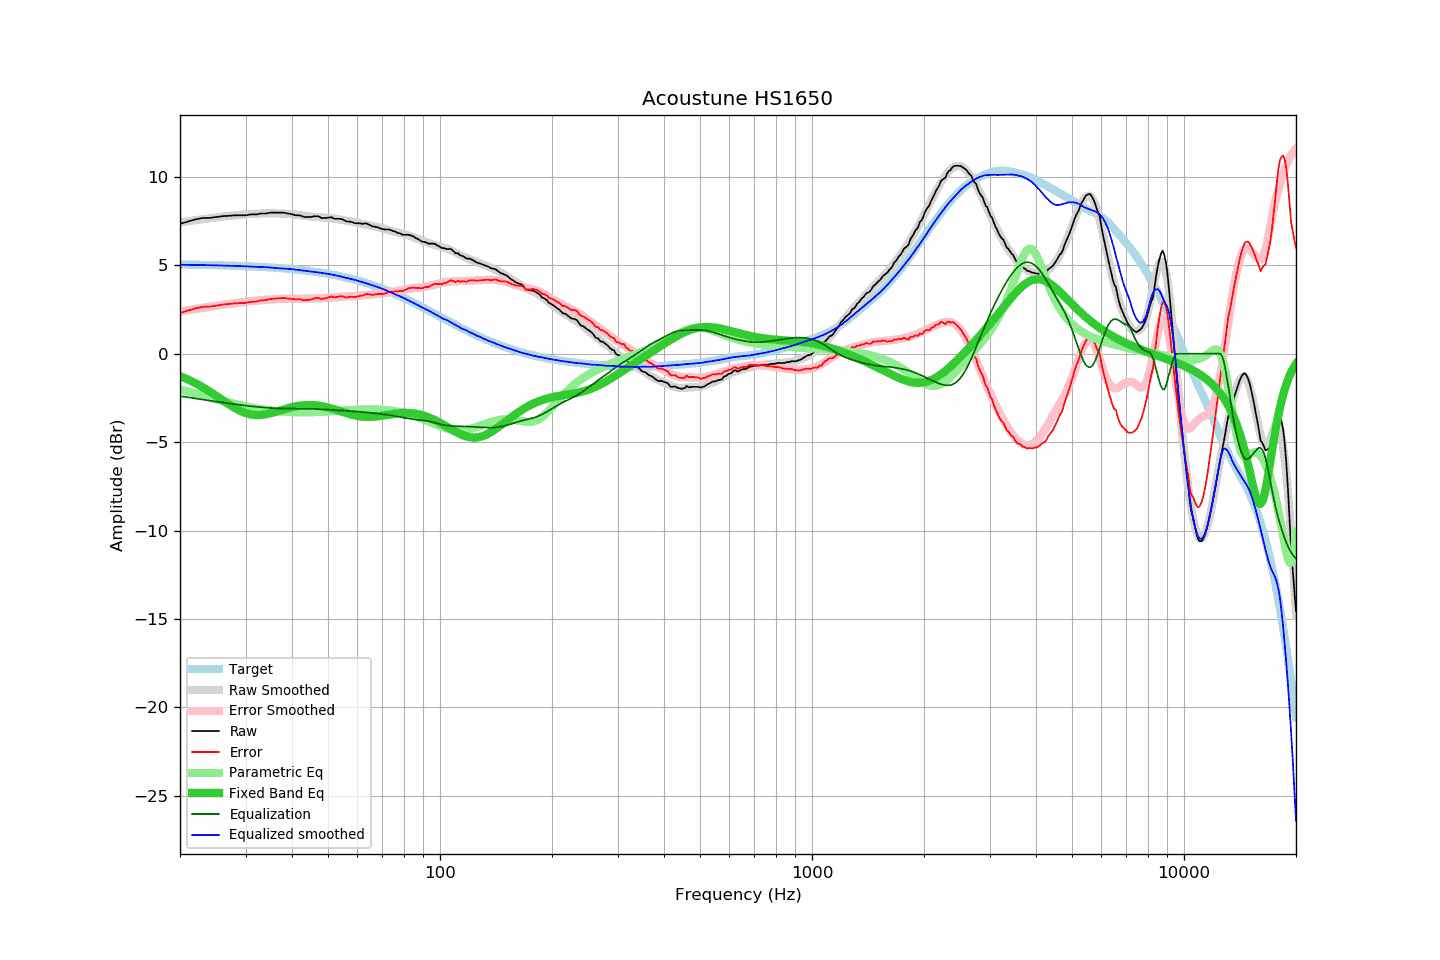 Acoustune HS1650
10
5
0
−5
−10
−15
−20
−25
Amplitude (dBr)
Target
Raw Smoothed
Error Smoothed
Raw
Error
Parametric Eq
Fixed Band Eq
Equalization
Equalized smoothed
100
1000
10000
Frequency (Hz)